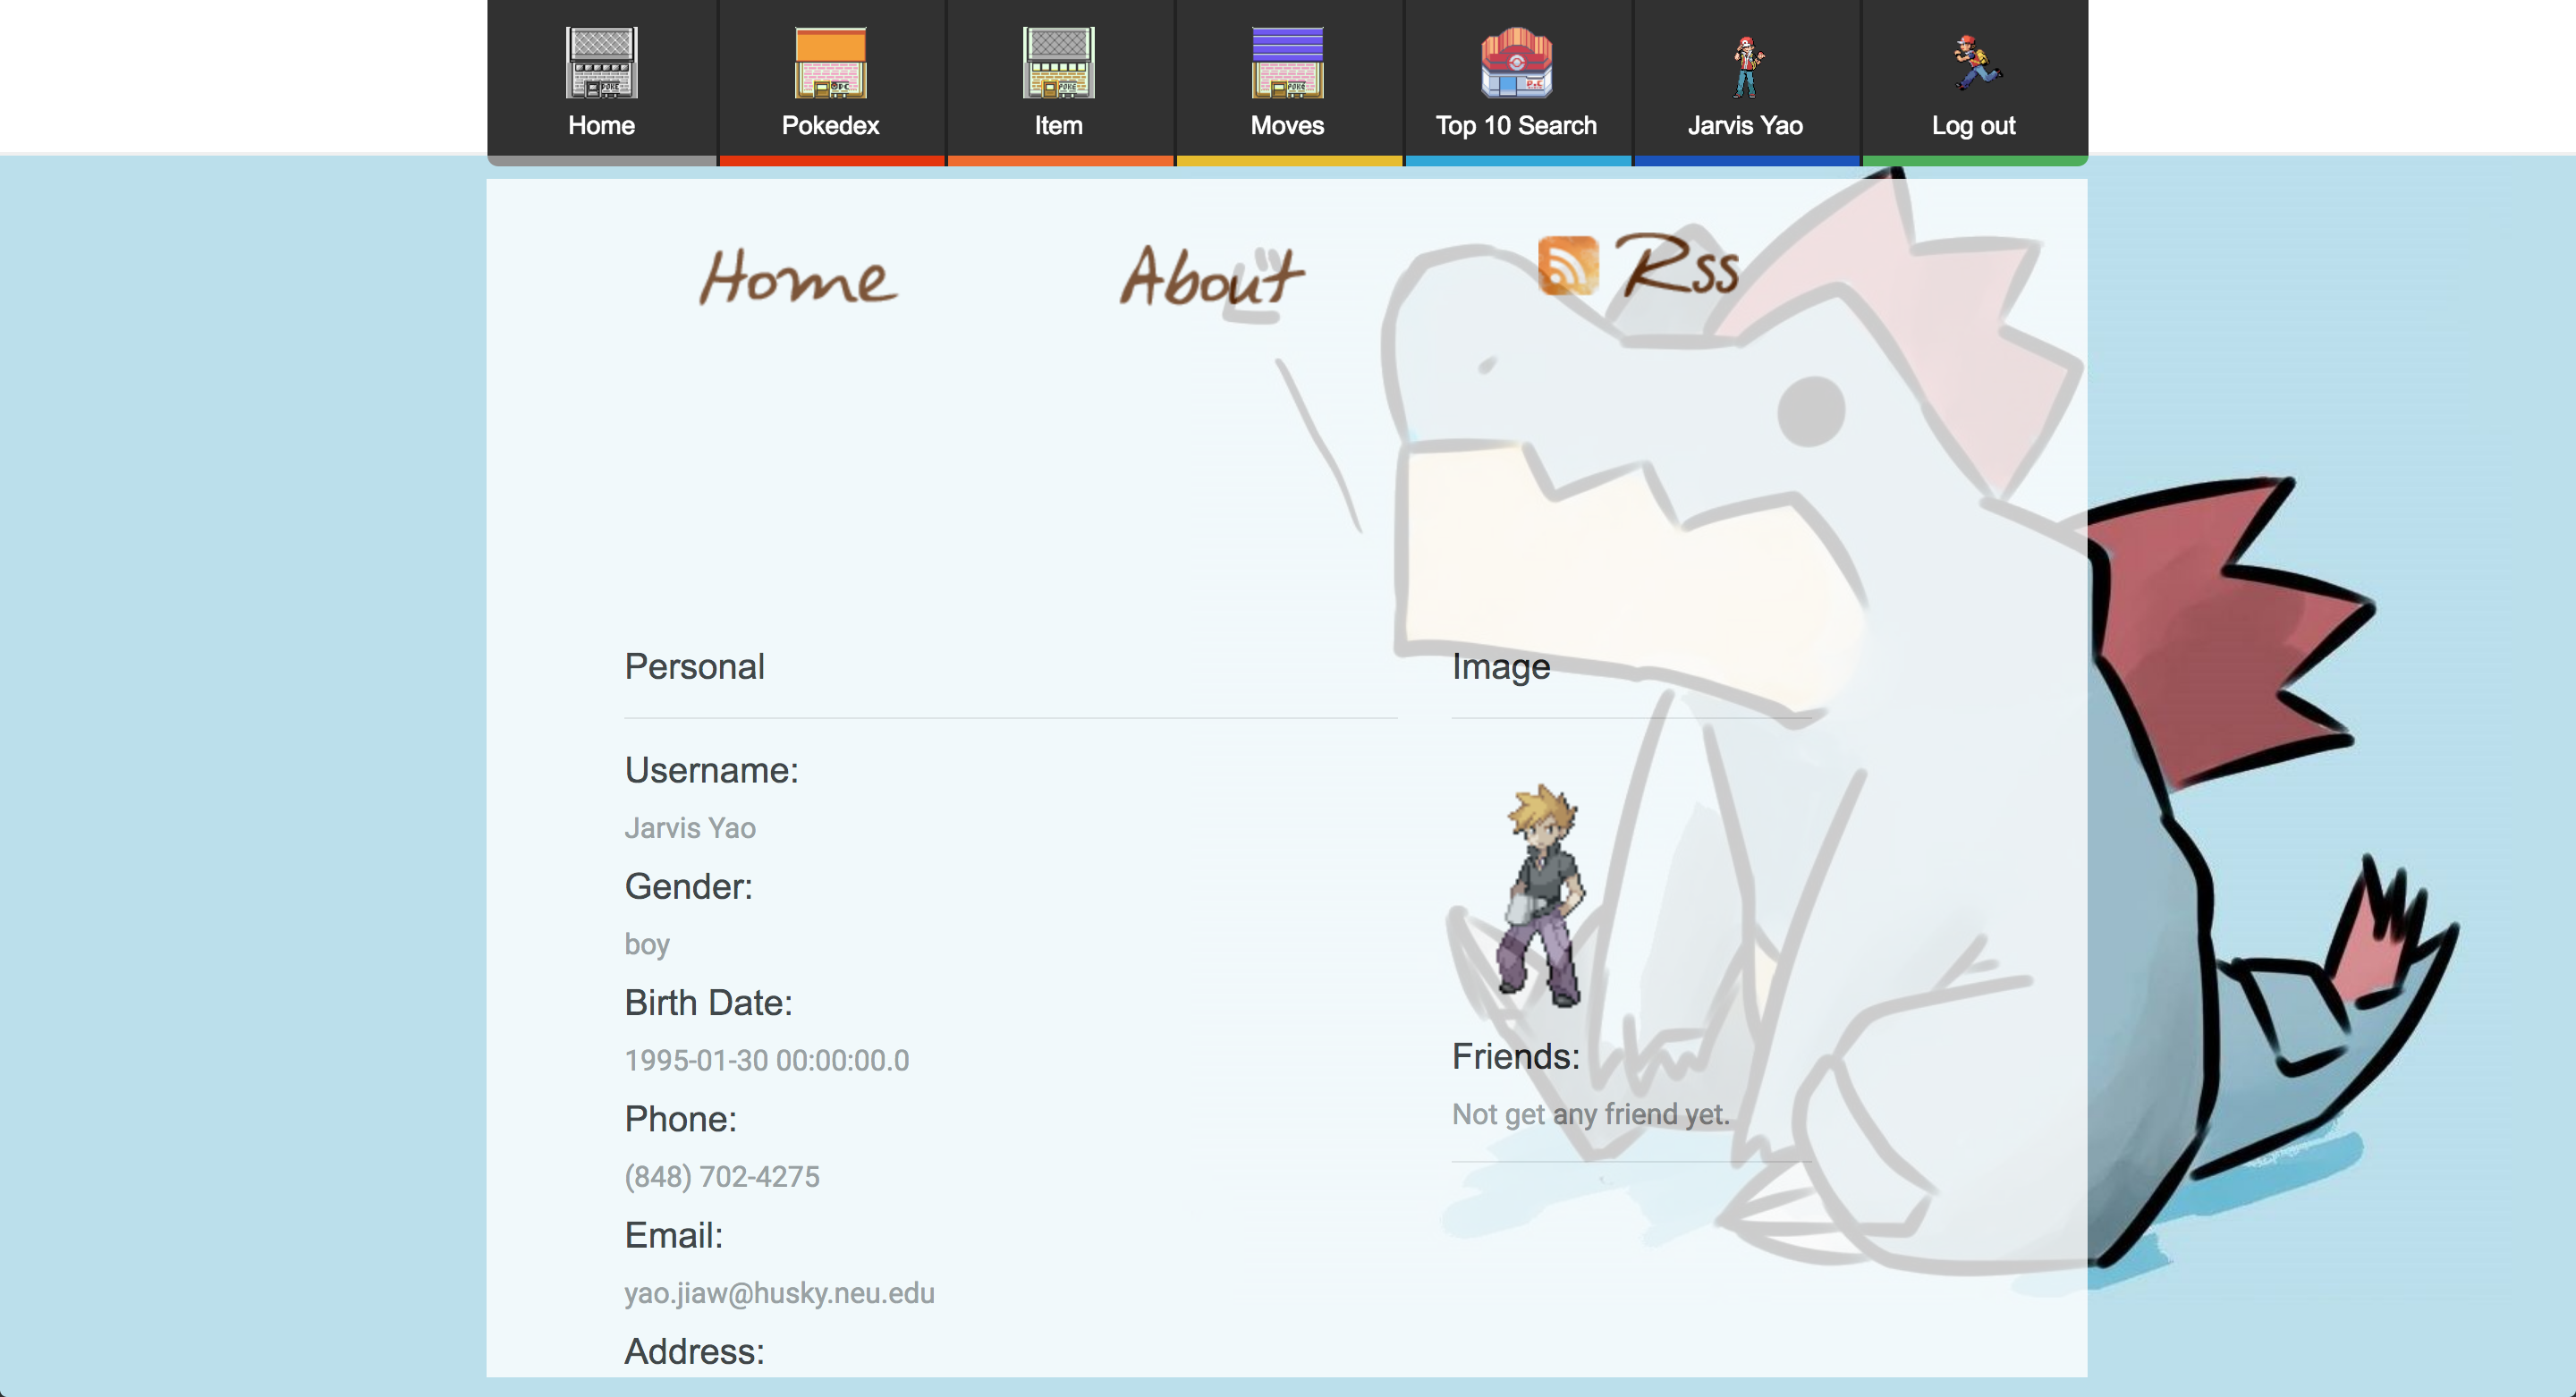 Home Pokedex Item Moves Top 10 Search Jarvis Yao Log out
Home About Rss
Personal
Username:
Jarvis Yao
Gender:
boy
Birth Date:
1995-01-30 00:00:00.0
Phone:
(848) 702-4275
Email:
yao.jiaw@husky.neu.edu
Address:
Image
Friends:
Not get any friend yet.